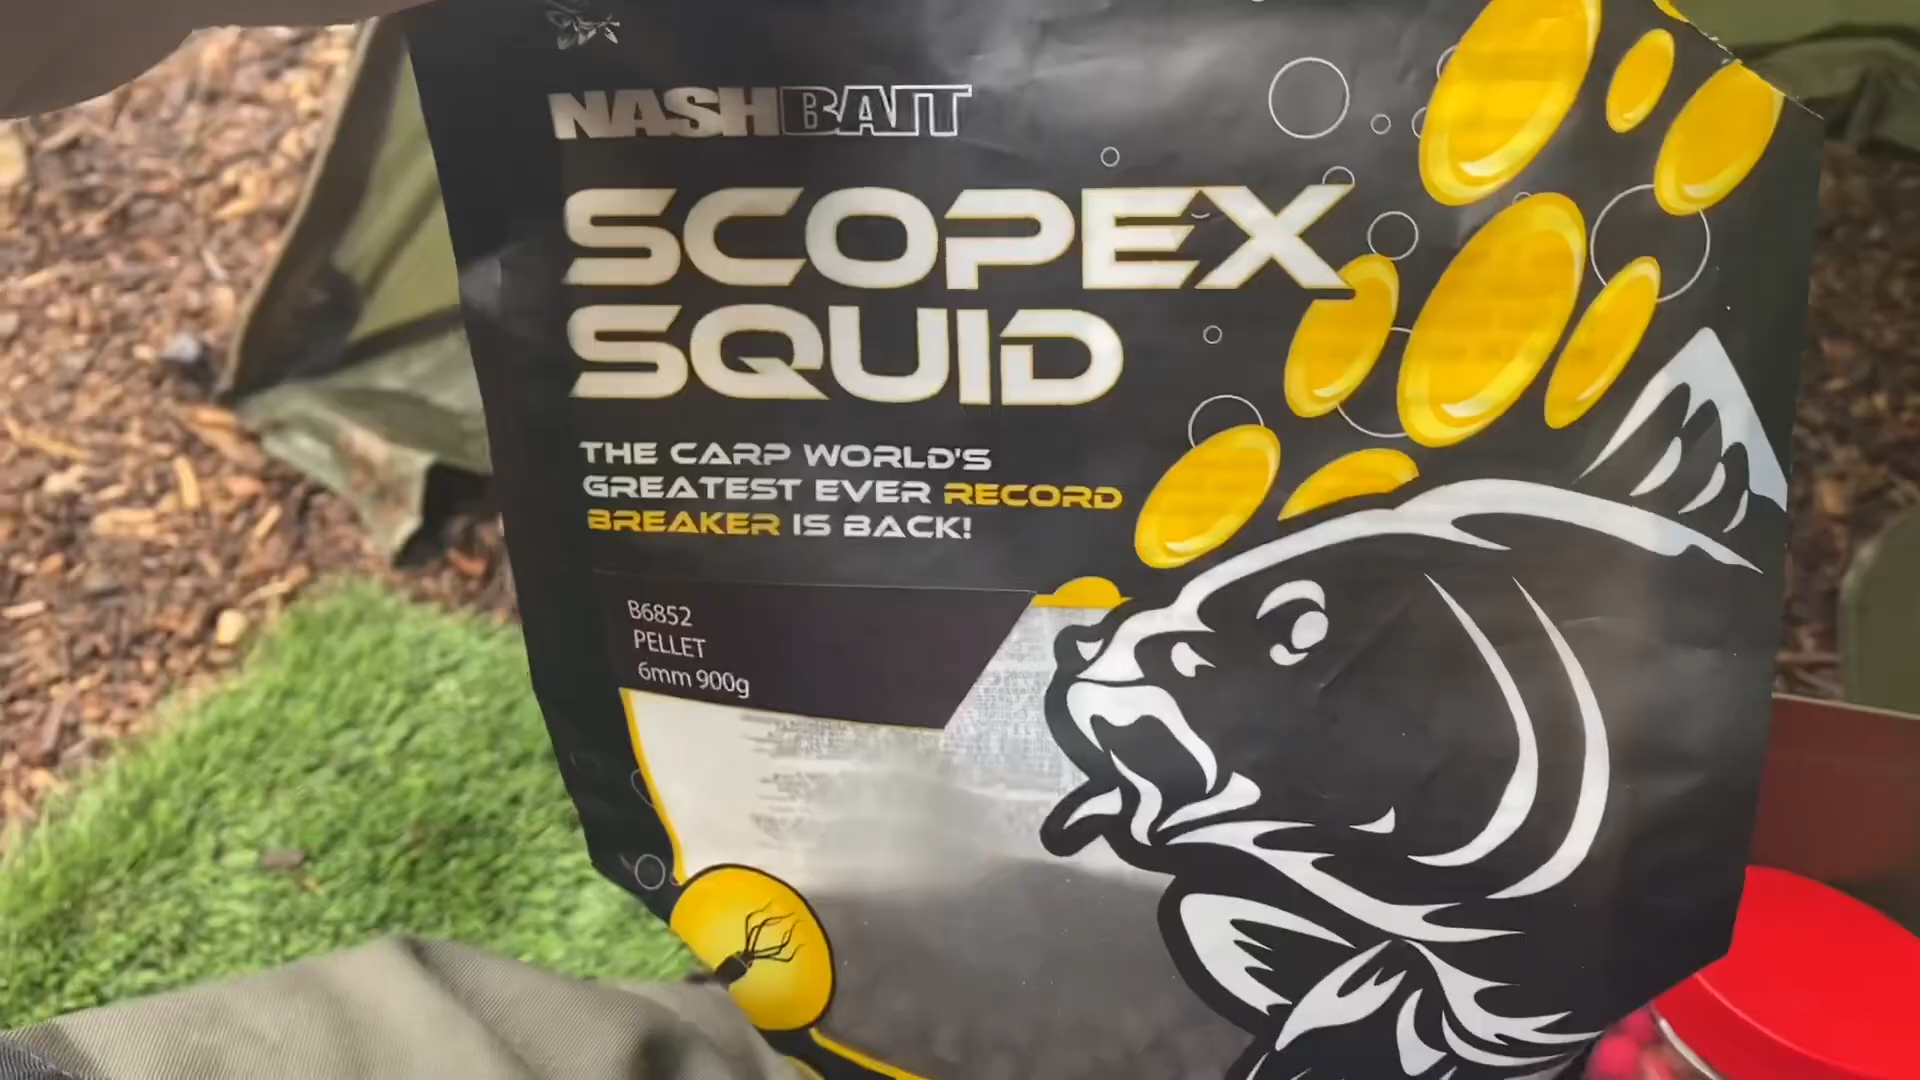 NASHBAIT
SCOPEX
SQUID
THE CARP WORLD'S
GREATEST EVER RECORD
BREAKER IS BACK!
B6852
PELLET
6mm 900g